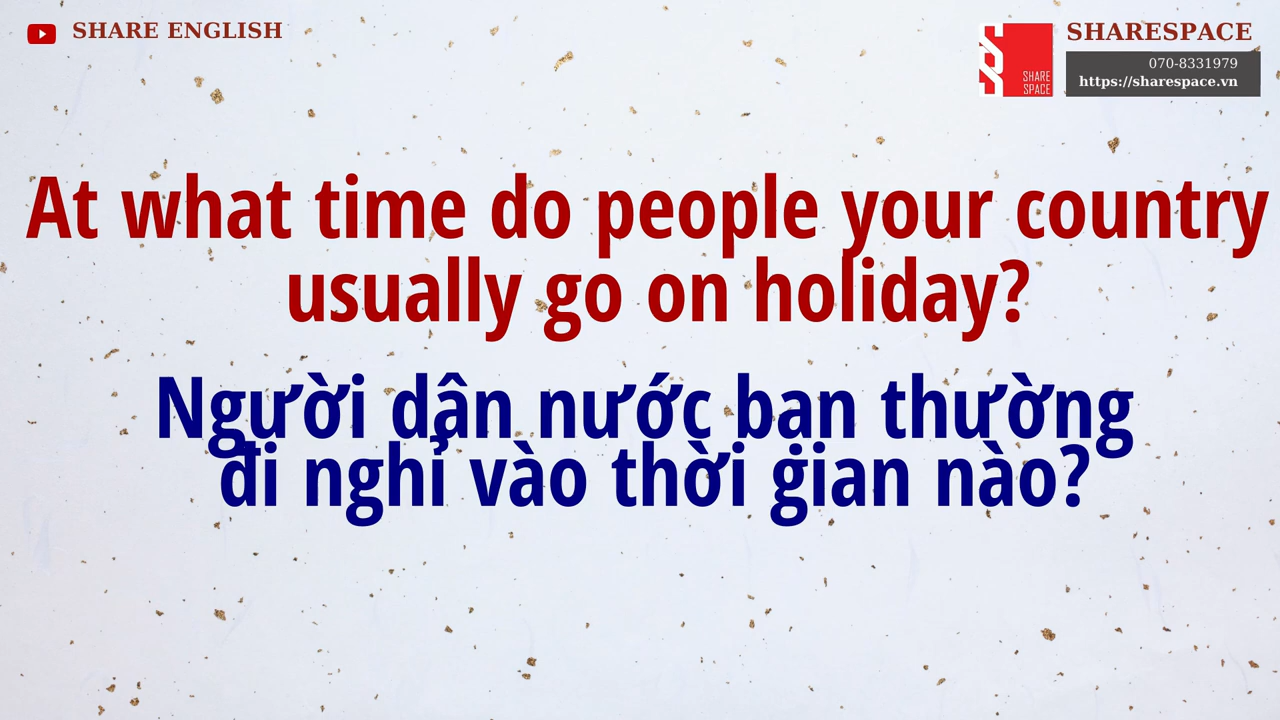 SHARE ENGLISH
SHARESPACE
070-8331979
https://sharespace.vn
SHARE
SPACE
At what time do people your country
usually go on holiday?
Người dân nước bạn thường
đi nghỉ vào thời gian nào?